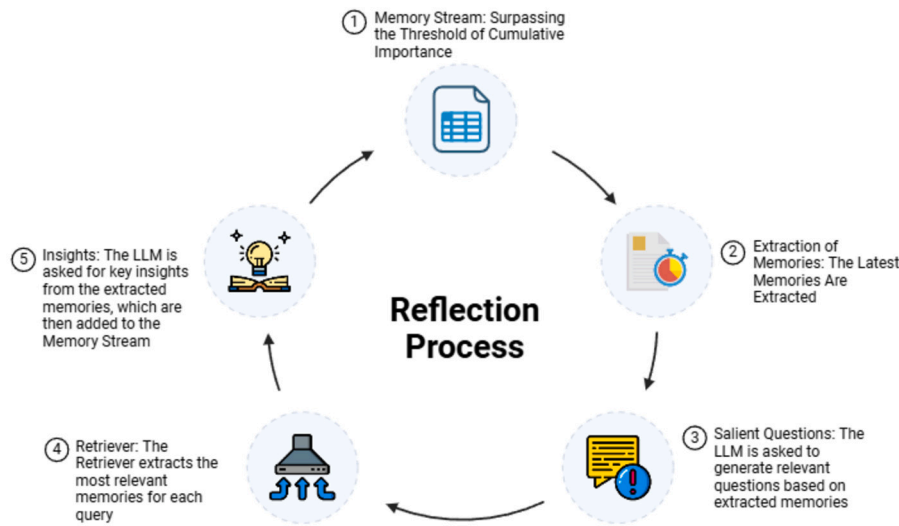 1 Memory Stream: Surpassing
the Threshold of Cumulative
Importance
2 Extraction of
Memories: The Latest
Memories Are
Extracted
3 Salient Questions: The
LLM is asked to
generate relevant
questions based on
extracted memories
4 Retriever: The
Retriever extracts the
most relevant
memories for each
query
5 Insights: The LLM is
asked for key insights
from the extracted
memories, which are
then added to the
Memory Stream
Reflection
Process